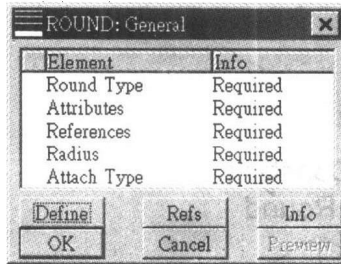 ROUND: General
Element Info
Round Type Required
Attributes Required
References Required
Radius Required
Attach Type Required
Define Refs Info
OK Cancel Preview